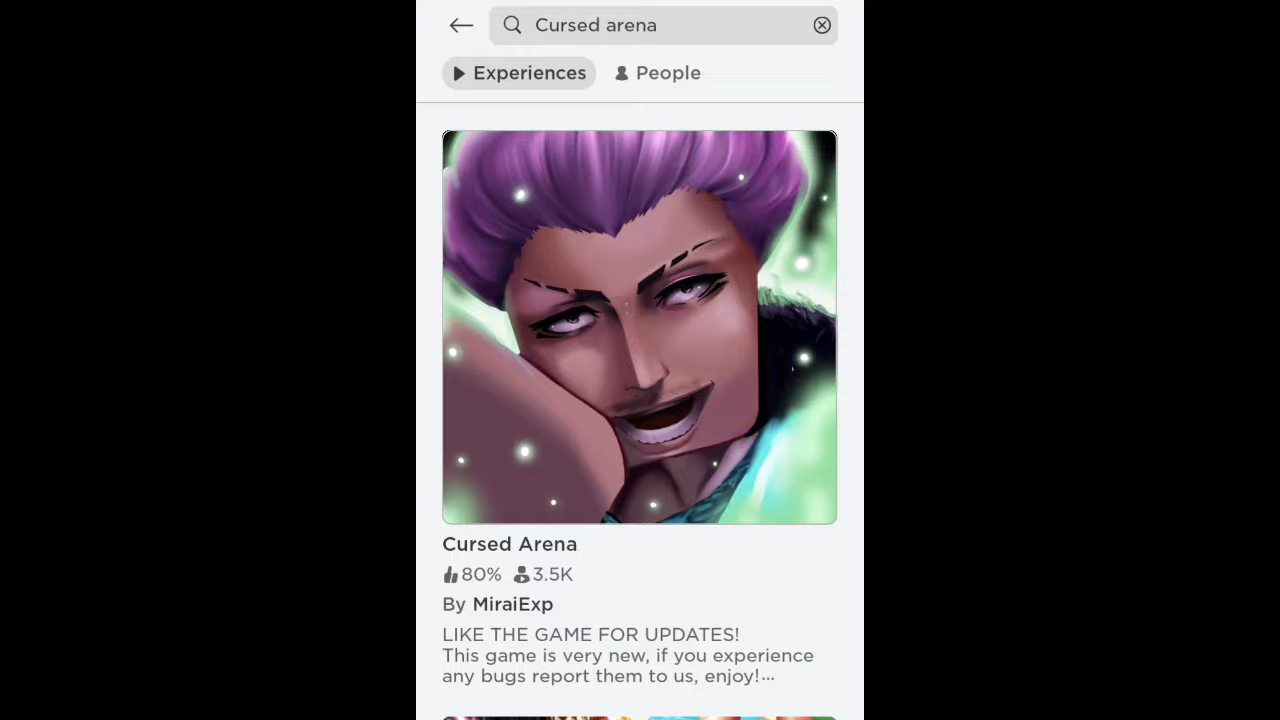 Cursed arena
Experiences People
Cursed Arena
80% 3.5K
By MiraiExp
LIKE THE GAME FOR UPDATES!
This game is very new, if you experience
any bugs report them to us, enjoy!...